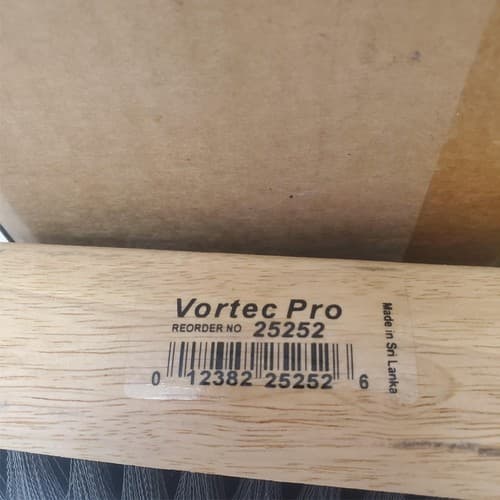 Vortec Pro
REORDER NO 25252
0 12382 25252 6
Made in Sri Lanka